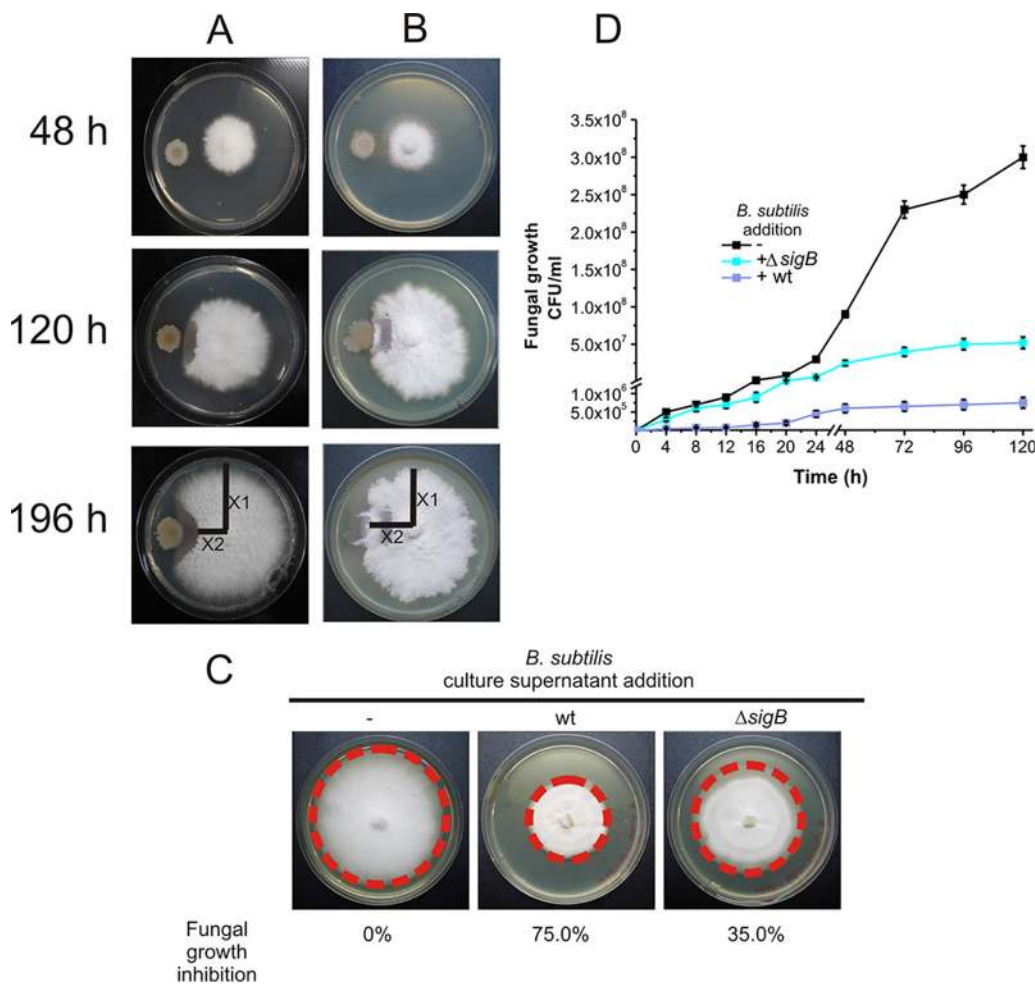 A
B
48 h
120 h
196 h
X1
X2
X1
X2
D
Fungal growth
CFU/ml
3.5x10⁸
3.0x10⁸
2.5x10⁸
2.0x10⁸
1.5x10⁸
1.0x10⁸
5.0x10⁷
1.0x10⁶
5.0x10⁵
B. subtilis
addition
-
+Δ sigB
+ wt
0 4 8 12 16 20 24 48 72 96 120
Time (h)
C
B. subtilis
culture supernatant addition
- wt ΔsigB
Fungal
growth
inhibition
0% 75.0% 35.0%